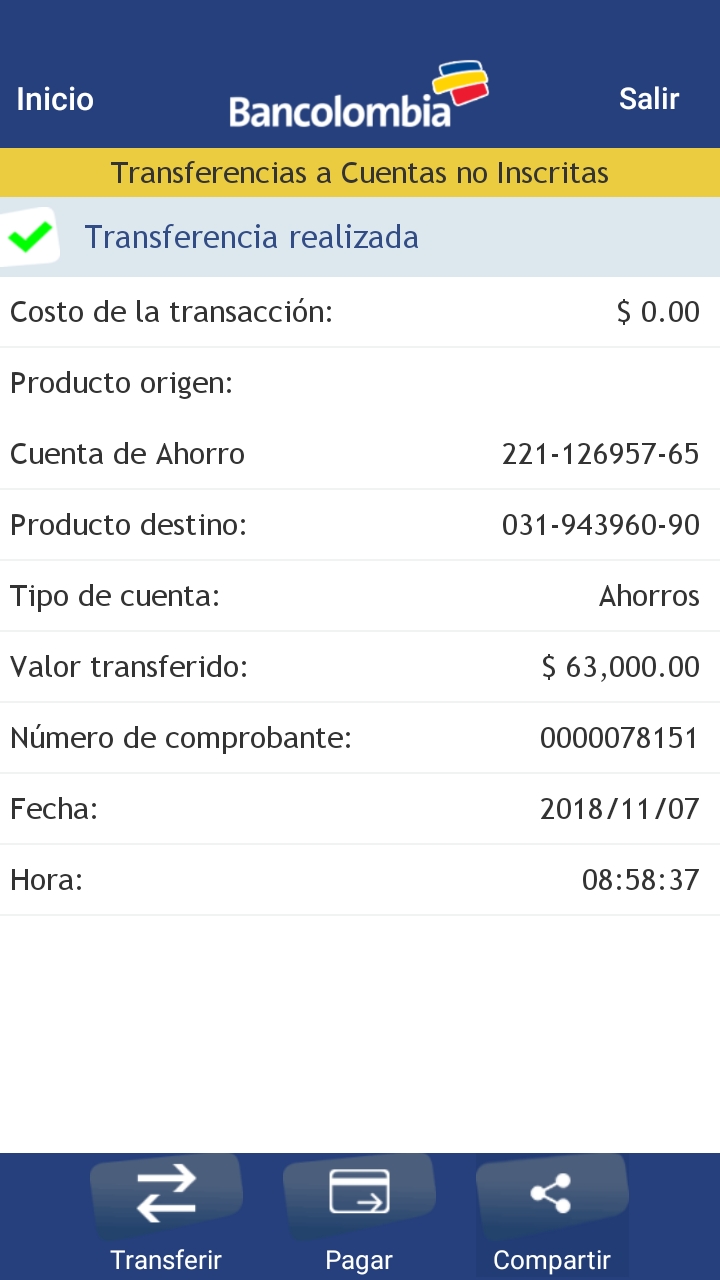 Inicio
Bancolombia
Salir
Transferencias a Cuentas no Inscritas
Transferencia realizada
Costo de la transacción: $ 0.00
Producto origen:
Cuenta de Ahorro 221-126957-65
Producto destino: 031-943960-90
Tipo de cuenta: Ahorros
Valor transferido: $ 63,000.00
Número de comprobante: 0000078151
Fecha: 2018/11/07
Hora: 08:58:37
Transferir
Pagar
Compartir